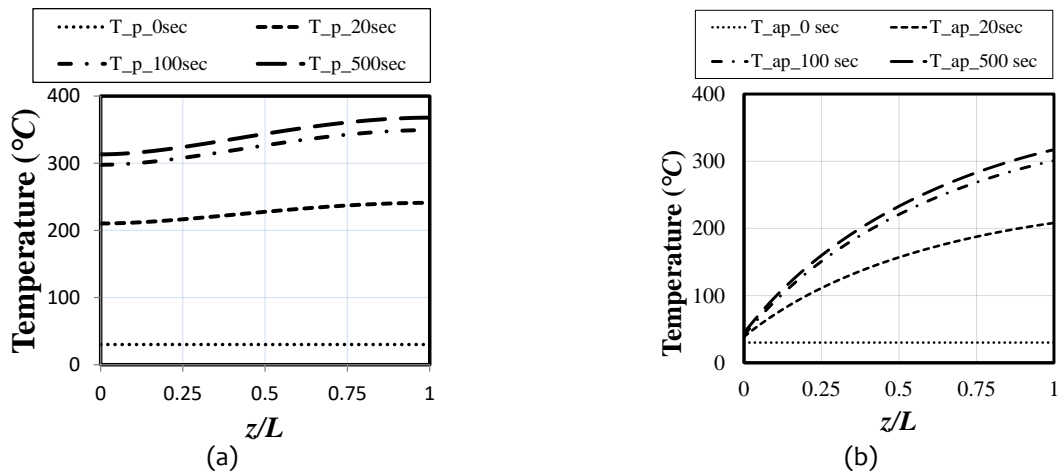 T_p_0sec T_p_20sec
T_p_100sec T_p_500sec
400
300
200
100
0
Temperature (°C)
0 0.25 0.5 0.75 1
z/L
(a)
T_ap_0 sec T_ap_20sec
T_ap_100 sec T_ap_500 sec
400
300
200
100
0
Temperature (°C)
0 0.25 0.5 0.75 1
z/L
(b)